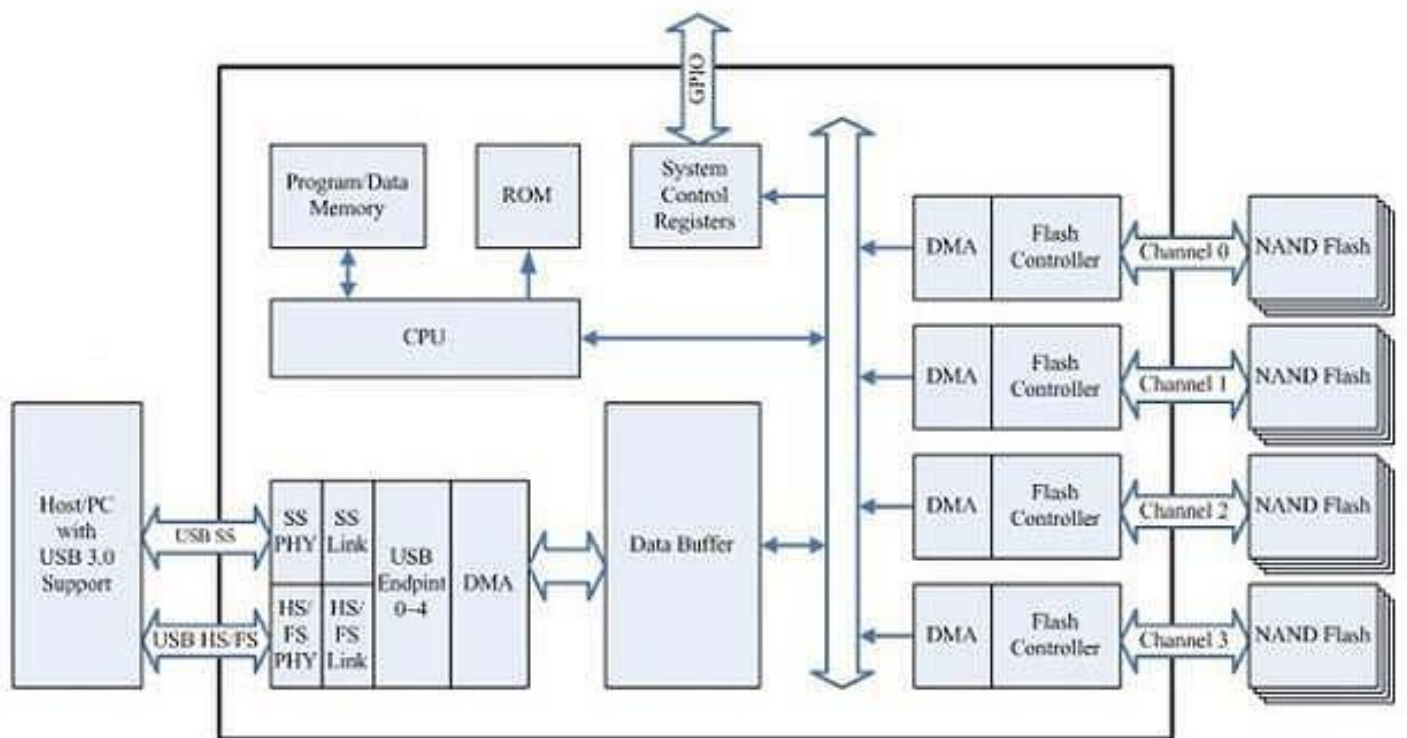 GPIO
Program/Data
Memory
ROM
System
Control
Registers
CPU
DMA
Flash
Controller
Channel 0
NAND Flash
DMA
Flash
Controller
Channel 1
NAND Flash
DMA
Flash
Controller
Channel 2
NAND Flash
DMA
Flash
Controller
Channel 3
NAND Flash
Host/PC
with
USB 3.0
Support
USB SS
USB HS/FS
SS
PHY
SS
Link
HS/
FS
PHY
HS/
FS
Link
USB
Endpint
0~4
DMA
Data Buffer